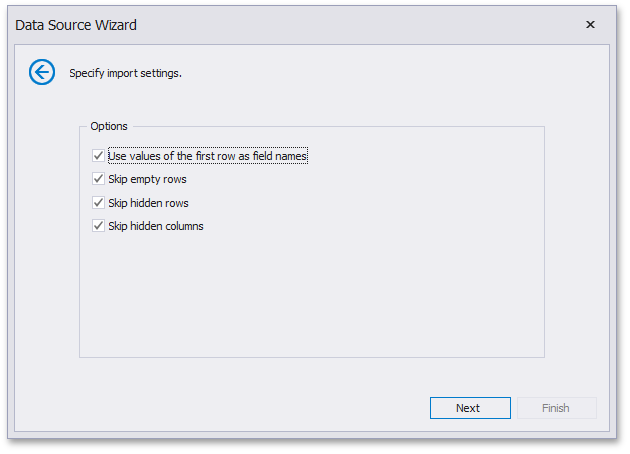 Data Source Wizard
Specify import settings.
Options
Use values of the first row as field names
Skip empty rows
Skip hidden rows
Skip hidden columns
Next
Finish